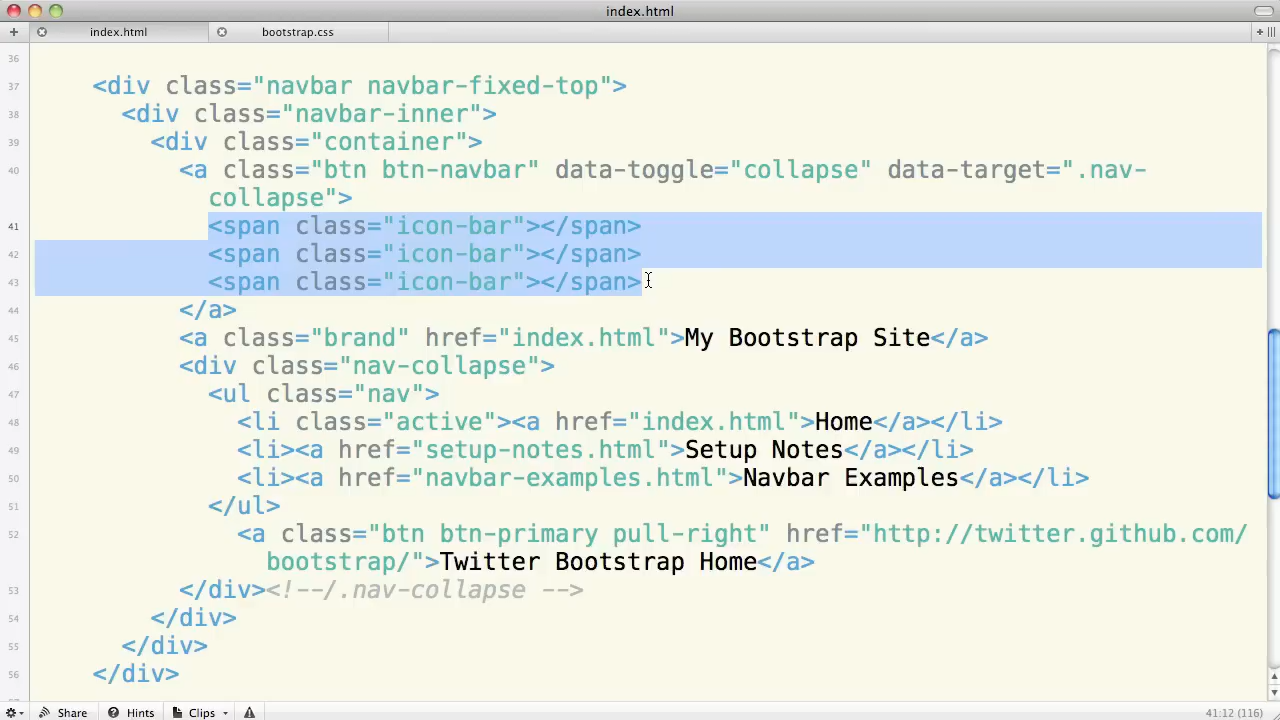 index.html
index.html
bootstrap.css
36
37 <div class="navbar navbar-fixed-top">
38 <div class="navbar-inner">
39 <div class="container">
40 <a class="btn btn-navbar" data-toggle="collapse" data-target=".nav-
collapse">
41 <span class="icon-bar"></span>
42 <span class="icon-bar"></span>
43 <span class="icon-bar"></span>
44 </a>
45 <a class="brand" href="index.html">My Bootstrap Site</a>
46 <div class="nav-collapse">
47 <ul class="nav">
48 <li class="active"><a href="index.html">Home</a></li>
49 <li><a href="setup-notes.html">Setup Notes</a></li>
50 <li><a href="navbar-examples.html">Navbar Examples</a></li>
51 </ul>
52 <a class="btn btn-primary pull-right" href="http://twitter.github.com/
bootstrap/">Twitter Bootstrap Home</a>
53 </div><!--/.nav-collapse -->
54 </div>
55 </div>
56 </div>
Share Hints Clips 41:12 (116)